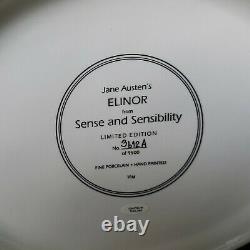 Jane Austen's
ELINOR
from
Sense and Sensibility
LIMITED EDITION
No.
of 9500
FINE PORCELAIN • HAND PAINTED